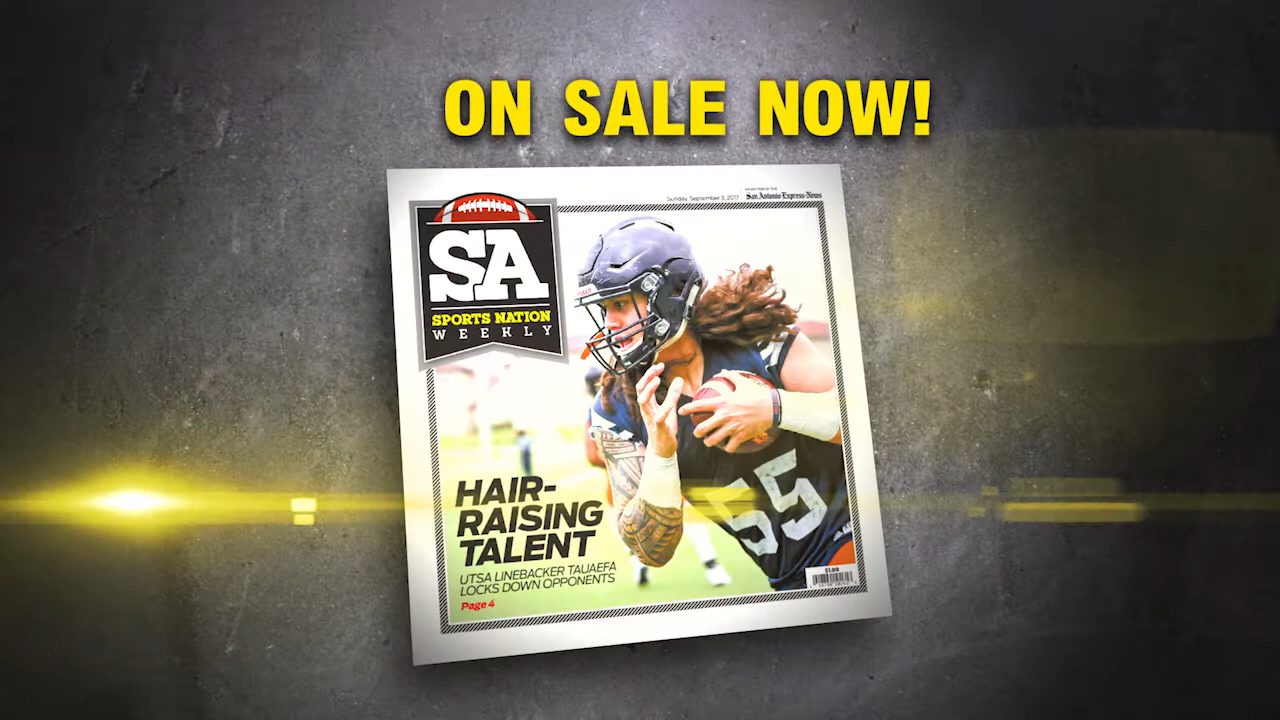 ON SALE NOW!
Sunday, September 3, 2017
San Antonio Express-News
SA
SPORTS NATION
WEEKLY
55
HAIR-
RAISING
TALENT
UTSA LINEBACKER TAUAEFA
LOCKS DOWN OPPONENTS
Page 4
$1.99